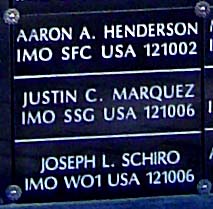 AARON A. HENDERSON
IMO SFC USA 121002
JUSTIN C. MARQUEZ
IMO SSG USA 121006
JOSEPH L. SCHIRO
IMO WO1 USA 121006